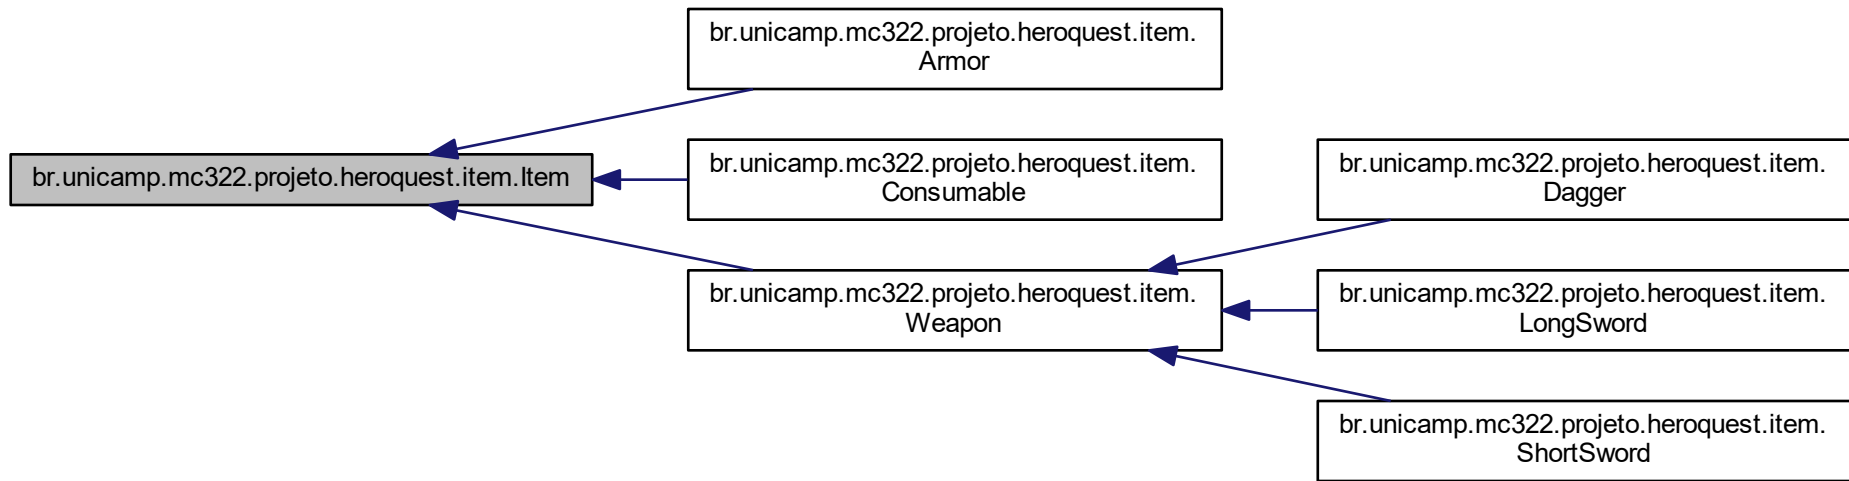 br.unicamp.mc322.projeto.heroquest.item.Item
br.unicamp.mc322.projeto.heroquest.item.
Armor
br.unicamp.mc322.projeto.heroquest.item.
Consumable
br.unicamp.mc322.projeto.heroquest.item.
Weapon
br.unicamp.mc322.projeto.heroquest.item.
Dagger
br.unicamp.mc322.projeto.heroquest.item.
LongSword
br.unicamp.mc322.projeto.heroquest.item.
ShortSword